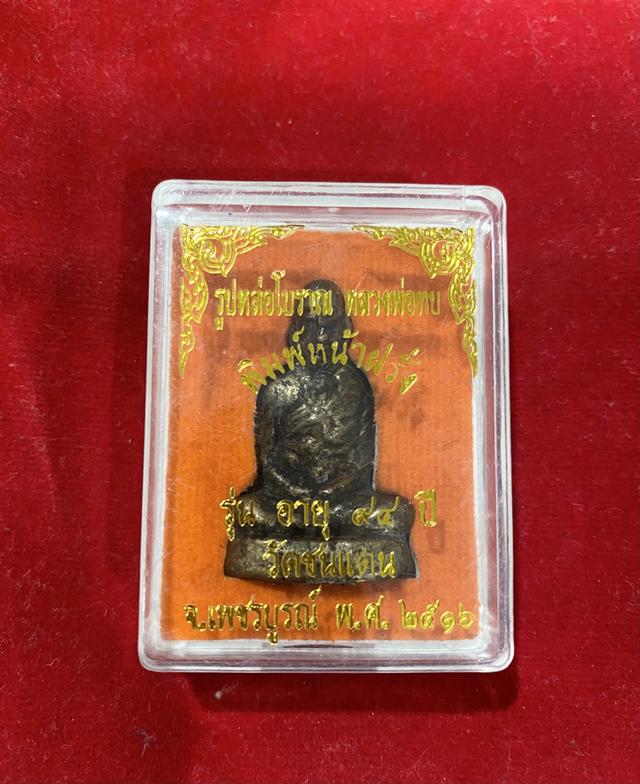 รูปหล่อโบราณ หลวงพ่อทบ
พิมพ์หน้าฝรั่ง
รุ่น อายุ ๙๔ ปี
วัดชนแดน
จ.เพชรบูรณ์ พ.ศ. ๒๕๑๖